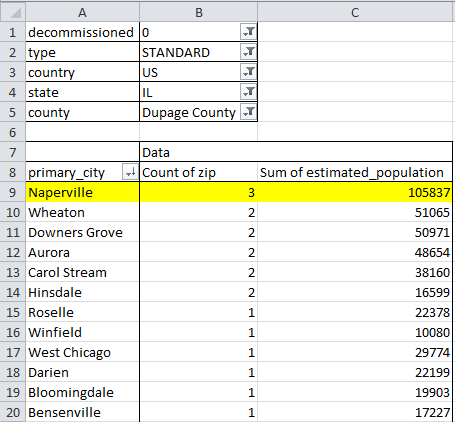 A B C
1 decommissioned 0
2 type STANDARD
3 country US
4 state IL
5 county Dupage County
6
7 Data
8 primary_city Count of zip Sum of estimated_population
9 Naperville 3 105837
10 Wheaton 2 51065
11 Downers Grove 2 50971
12 Aurora 2 48654
13 Carol Stream 2 38160
14 Hinsdale 2 16599
15 Roselle 1 22378
16 Winfield 1 10080
17 West Chicago 1 29774
18 Darien 1 22199
19 Bloomingdale 1 19903
20 Bensenville 1 17227